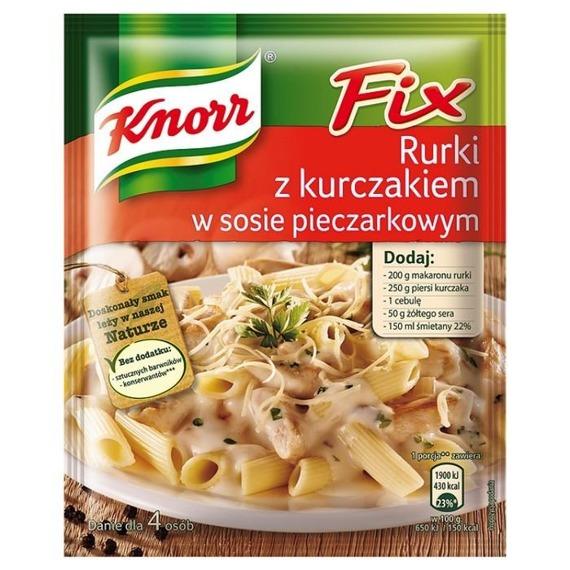 Knorr
®
Fix
Rurki
z kurczakiem
w sosie pieczarkowym
Dodaj:
- 200 g makaronu rurki
- 250 g piersi kurczaka
- 1 cebulę
- 50 g żółtego sera
- 150 ml śmietany 22%
Doskonały smak
leży w naszej
Naturze
Bez dodatku:
- sztucznych barwników
- konserwantów***
1 porcja** zawiera
1900 kJ
430 kcal
23%*
w 100g
650 kJ / 150 kcal
Danie dla 4 osób